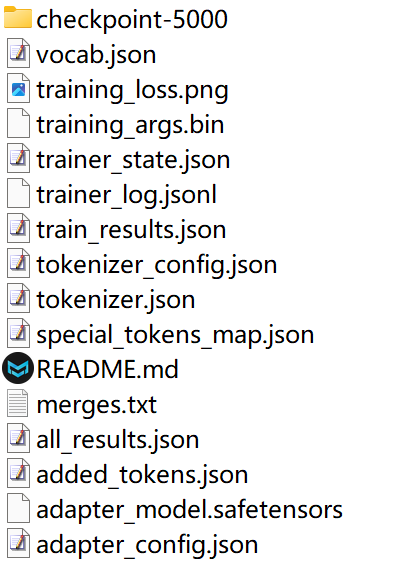 checkpoint-5000
vocab.json
training_loss.png
training_args.bin
trainer_state.json
trainer_log.jsonl
train_results.json
tokenizer_config.json
tokenizer.json
special_tokens_map.json
README.md
merges.txt
all_results.json
added_tokens.json
adapter_model.safetensors
adapter_config.json